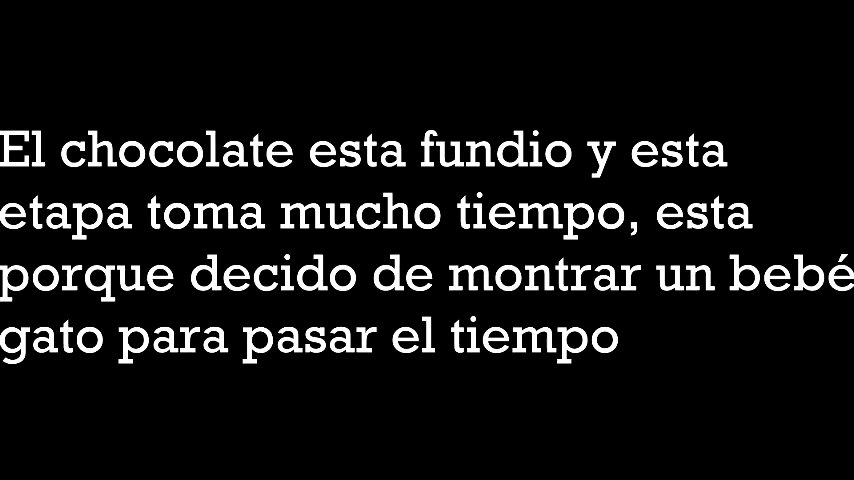 El chocolate esta fundio y esta
etapa toma mucho tiempo, esta
porque decido de montrar un bebé
gato para pasar el tiempo